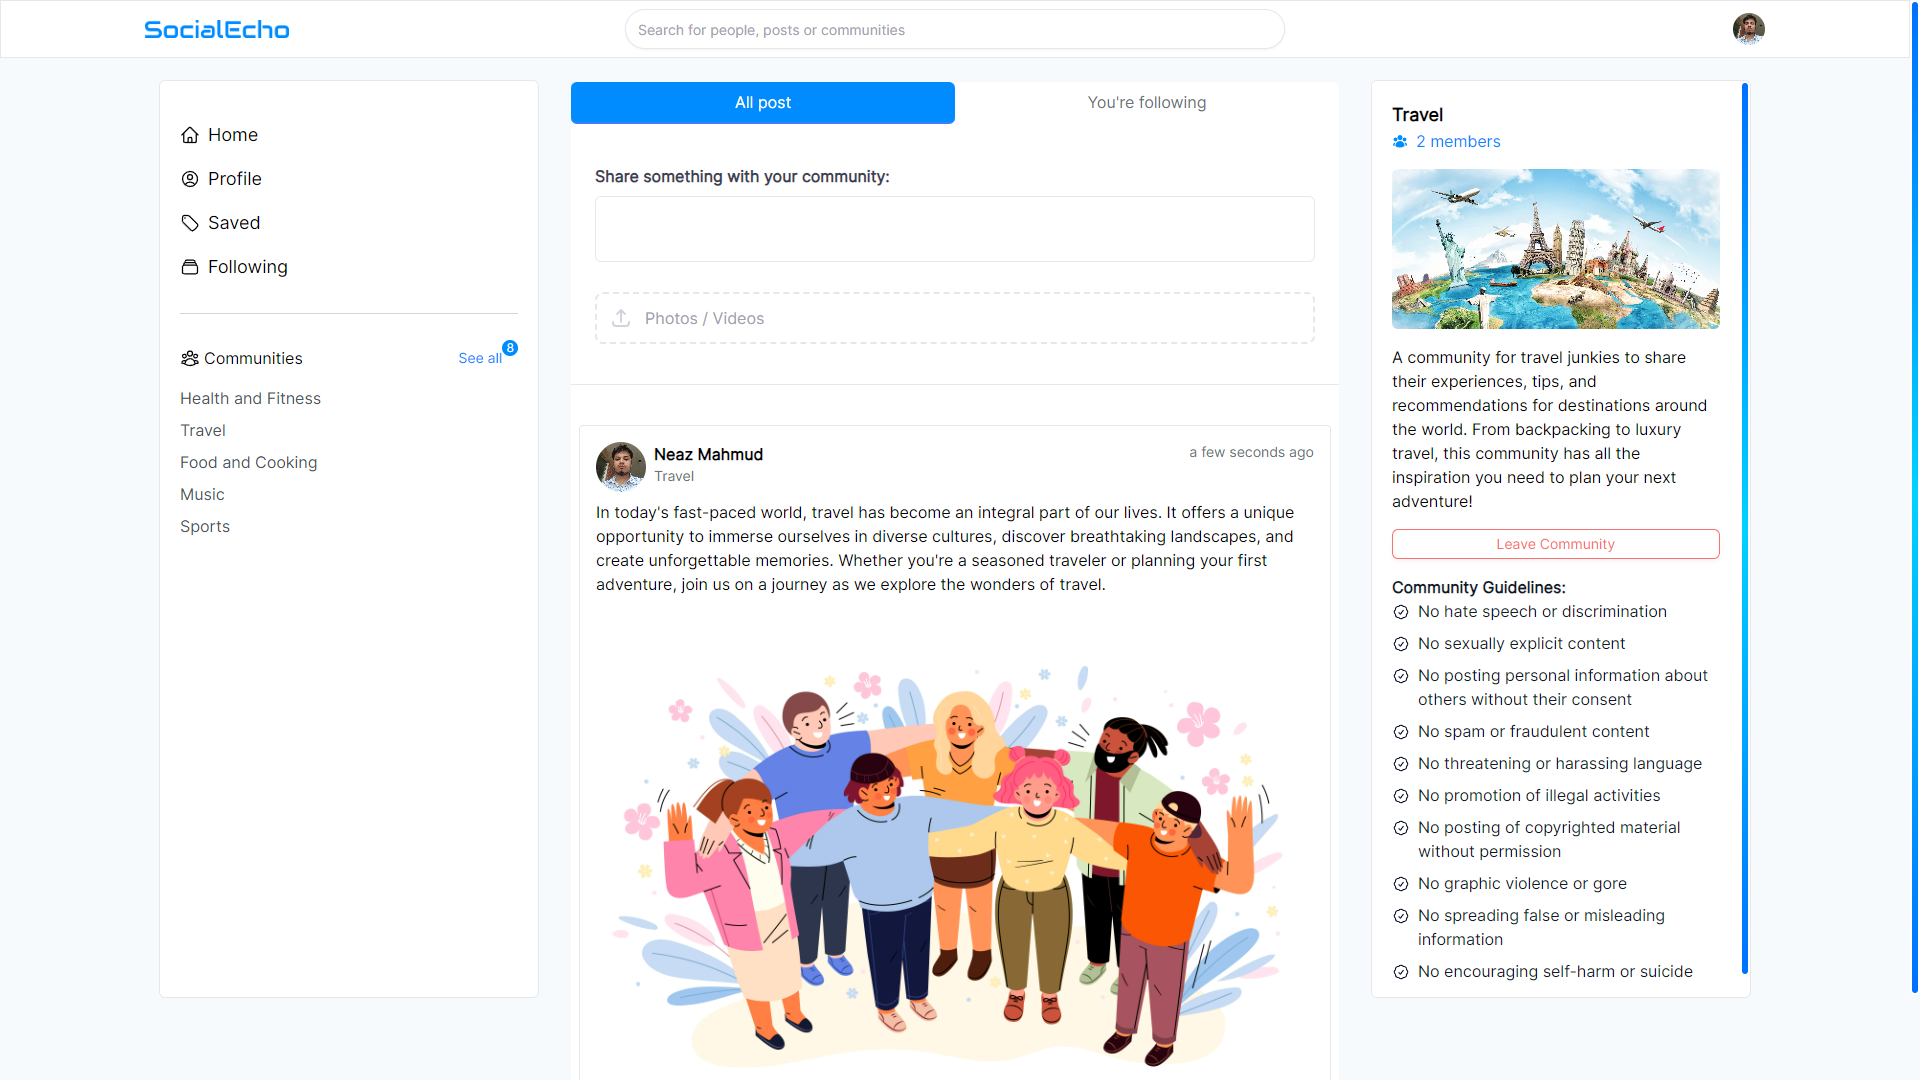 SocialEcho
Search for people, posts or communities
Home
Profile
Saved
Following
Communities
See all
8
Health and Fitness
Travel
Food and Cooking
Music
Sports
All post
You're following
Share something with your community:
Photos / Videos
Neaz Mahmud
Travel
a few seconds ago
In today's fast-paced world, travel has become an integral part of our lives. It offers a unique
opportunity to immerse ourselves in diverse cultures, discover breathtaking landscapes, and
create unforgettable memories. Whether you're a seasoned traveler or planning your first
adventure, join us on a journey as we explore the wonders of travel.
Travel
2 members
A community for travel junkies to share
their experiences, tips, and
recommendations for destinations around
the world. From backpacking to luxury
travel, this community has all the
inspiration you need to plan your next
adventure!
Leave Community
Community Guidelines:
No hate speech or discrimination
No sexually explicit content
No posting personal information about
others without their consent
No spam or fraudulent content
No threatening or harassing language
No promotion of illegal activities
No posting of copyrighted material
without permission
No graphic violence or gore
No spreading false or misleading
information
No encouraging self-harm or suicide